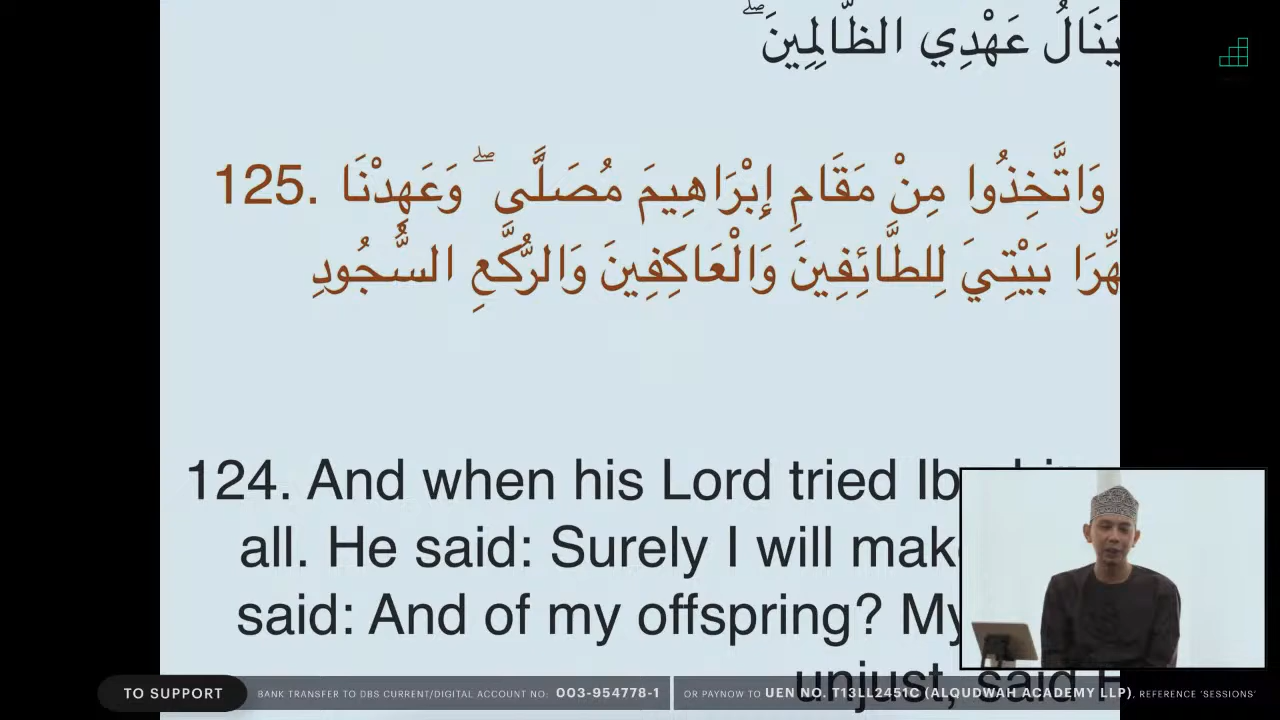 يَنَالُ عَهْدِي الظَّالِمِينَ ۖ
125. وَاتَّخِذُوا مِنْ مَقَامِ إِبْرَاهِيمَ مُصَلًّى ۖ وَعَهِدْنَا
بَيْتِيَ لِلطَّائِفِينَ وَالْعَاكِفِينَ وَالرُّكَّعِ السُّجُودِ
124. And when his Lord tried
all. He said: Surely I will
said: And of my offspring? My
unjust, said
TO SUPPORT
BANK TRANSFER TO DBS CURRENT/DIGITAL ACCOUNT NO: 003-954778-1
OR PAYNOW TO UEN NO. T13LL2451C (ALQUDWAH ACADEMY LLP), REFERENCE 'SESSIONS'